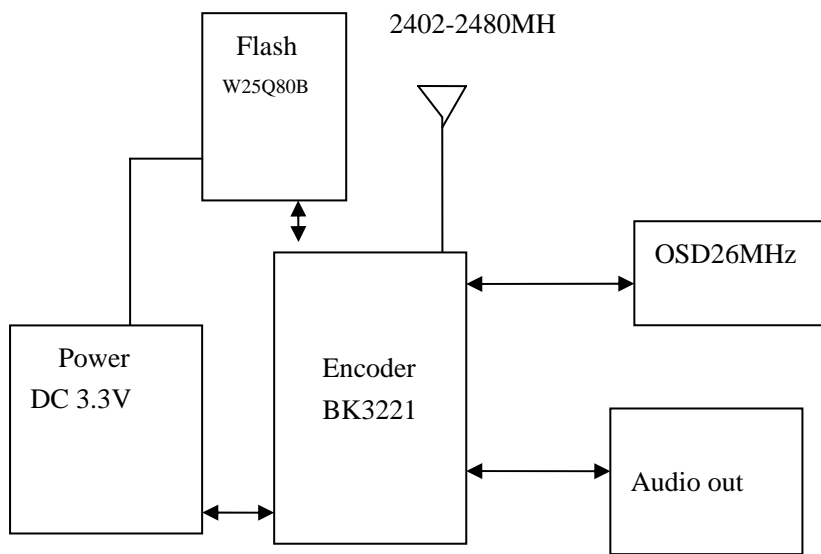 2402-2480MH
Flash
W25Q80B
OSD26MHz
Power
DC 3.3V
Encoder
BK3221
Audio out